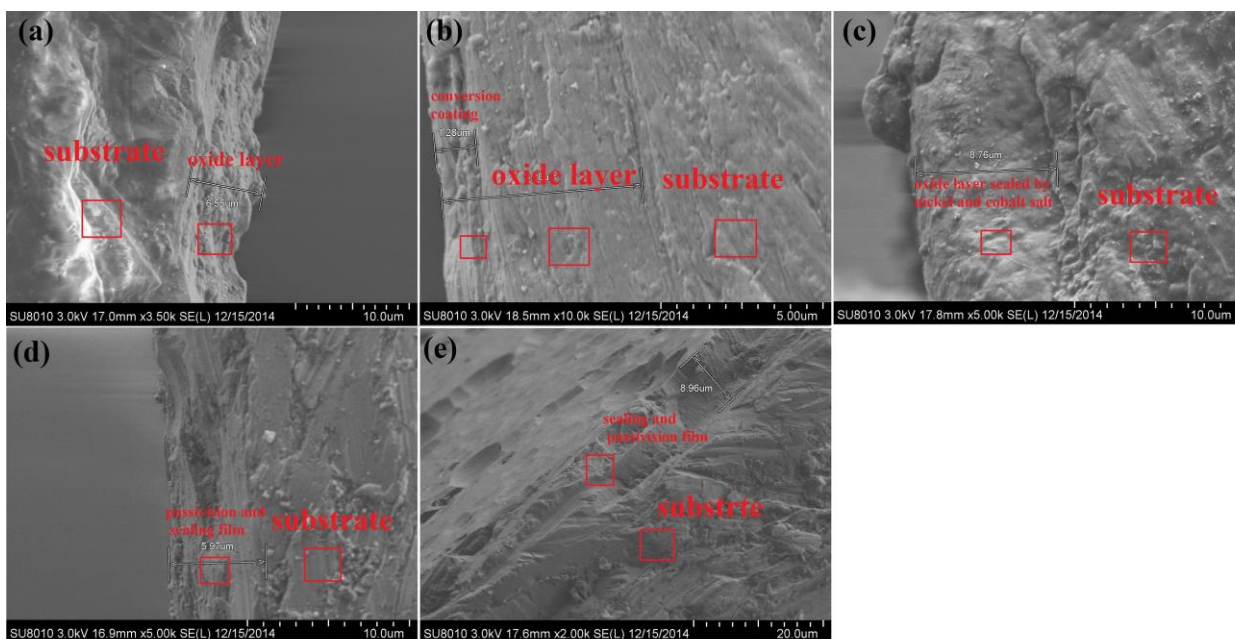 (a)
substrate
oxide layer
6.53um
SU8010 3.0kV 17.0mm x3.50k SE(L) 12/15/2014
10.0um
(b)
conversion
coating
1.28um
oxide layer
substrate
SU8010 3.0kV 18.5mm x10.0k SE(L) 12/15/2014
5.00um
(c)
8.76um
oxide layer sealed by
nickel and cobalt salt
substrate
SU8010 3.0kV 17.8mm x5.00k SE(L) 12/15/2014
10.0um
(d)
passivision and
sealing film
5.97um
substrate
SU8010 3.0kV 16.9mm x5.00k SE(L) 12/15/2014
10.0um
(e)
8.96um
sealing and
passivision film
substrte
SU8010 3.0kV 17.6mm x2.00k SE(L) 12/15/2014
20.0um